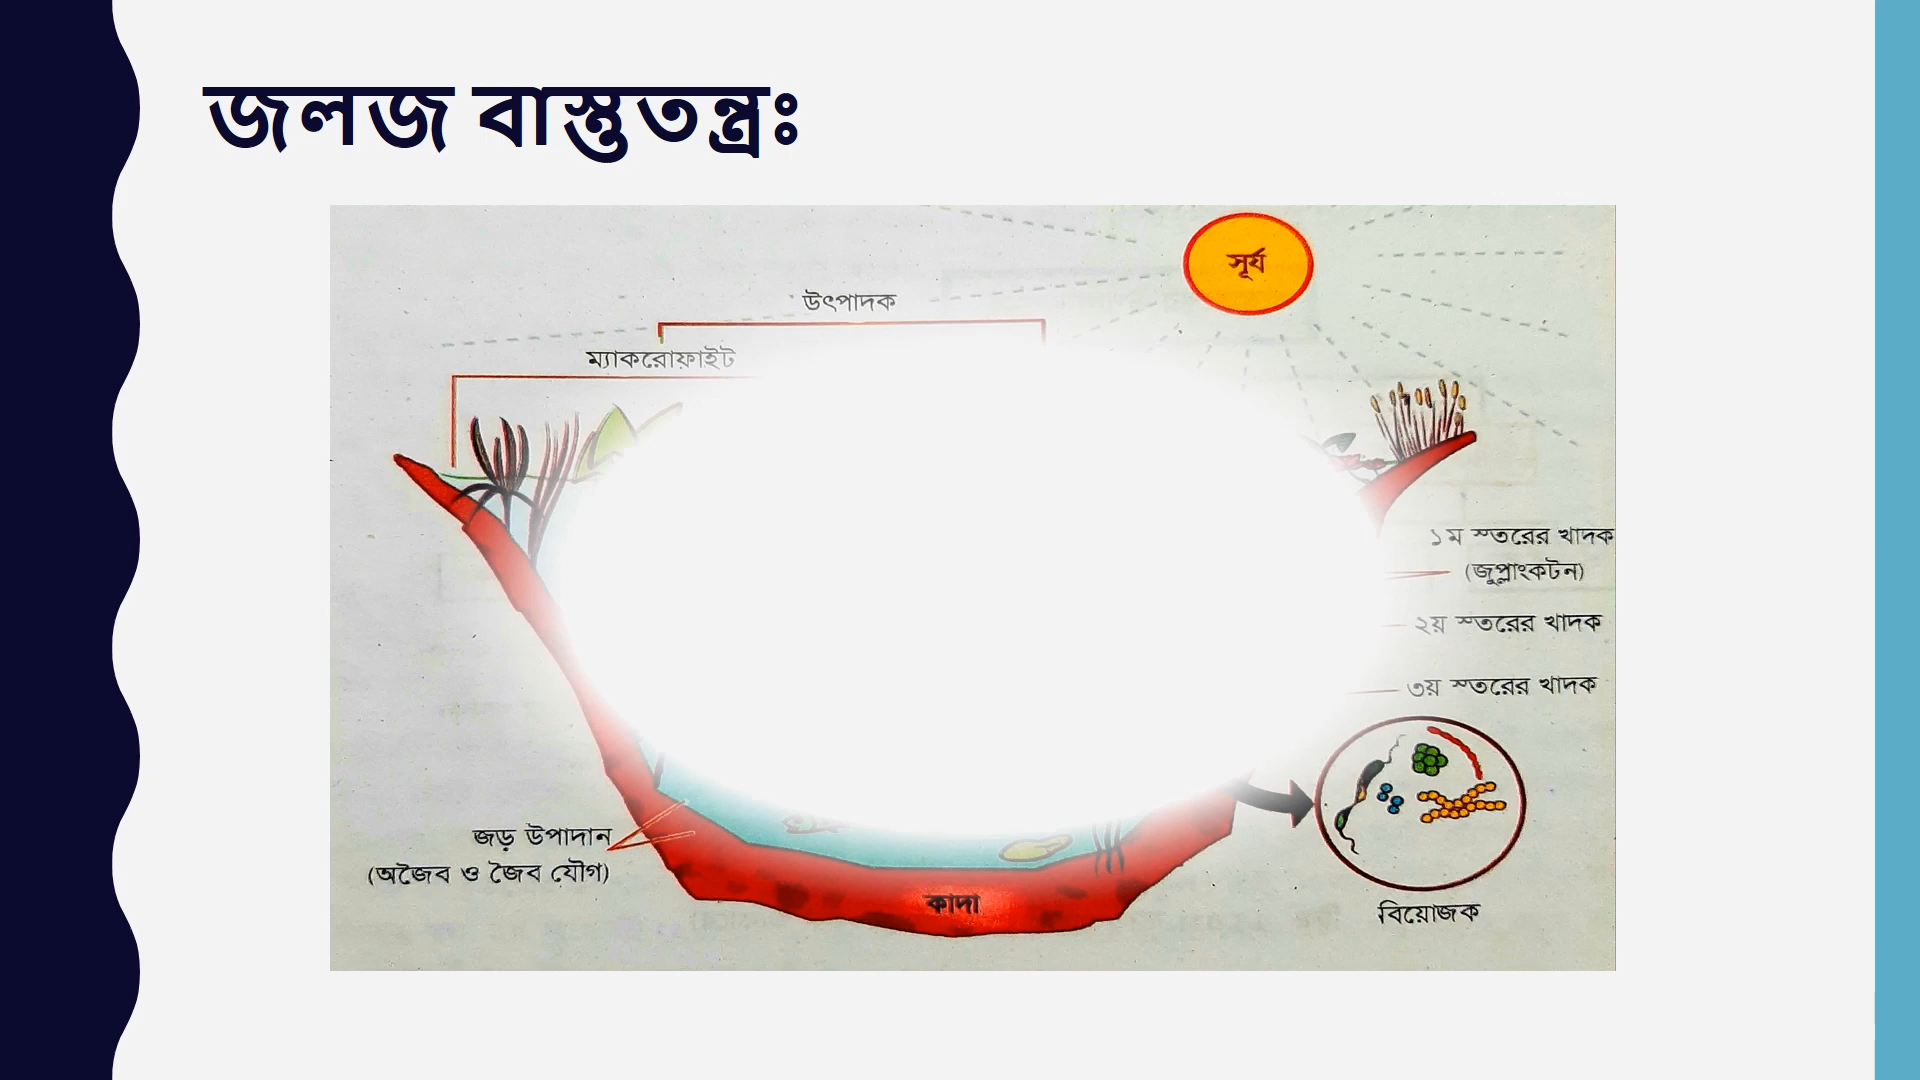 জলজ বাস্তুতন্ত্রঃ
সূর্য
উৎপাদক
ম্যাকরোফাইট
১ম স্তরের খাদক
(জুপ্লাংকটন)
২য় স্তরের খাদক
৩য় স্তরের খাদক
জড় উপাদান
(অজৈব ও জৈব যৌগ)
কাদা
বিয়োজক